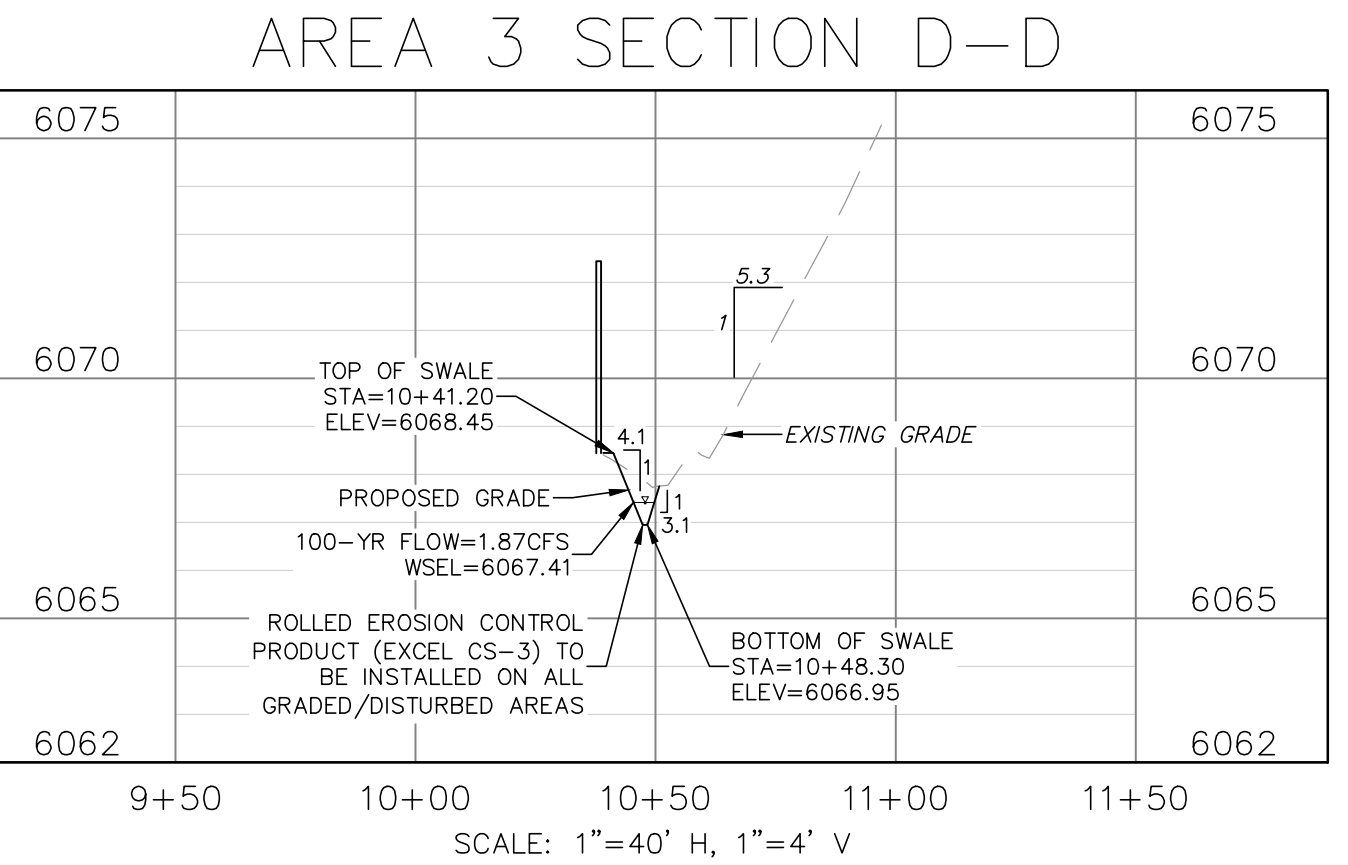 AREA 3 SECTION D-D
6075
6075
5.3
1
6070
6070
TOP OF SWALE
STA=10+41.20
ELEV=6068.45
4.1
1
EXISTING GRADE
PROPOSED GRADE
1
3.1
100-YR FLOW=1.87CFS
WSEL=6067.41
6065
6065
ROLLED EROSION CONTROL
PRODUCT (EXCEL CS-3) TO
BE INSTALLED ON ALL
GRADED/DISTURBED AREAS
BOTTOM OF SWALE
STA=10+48.30
ELEV=6066.95
6062
6062
9+50
10+00
10+50
11+00
11+50
SCALE: 1"=40' H, 1"=4' V